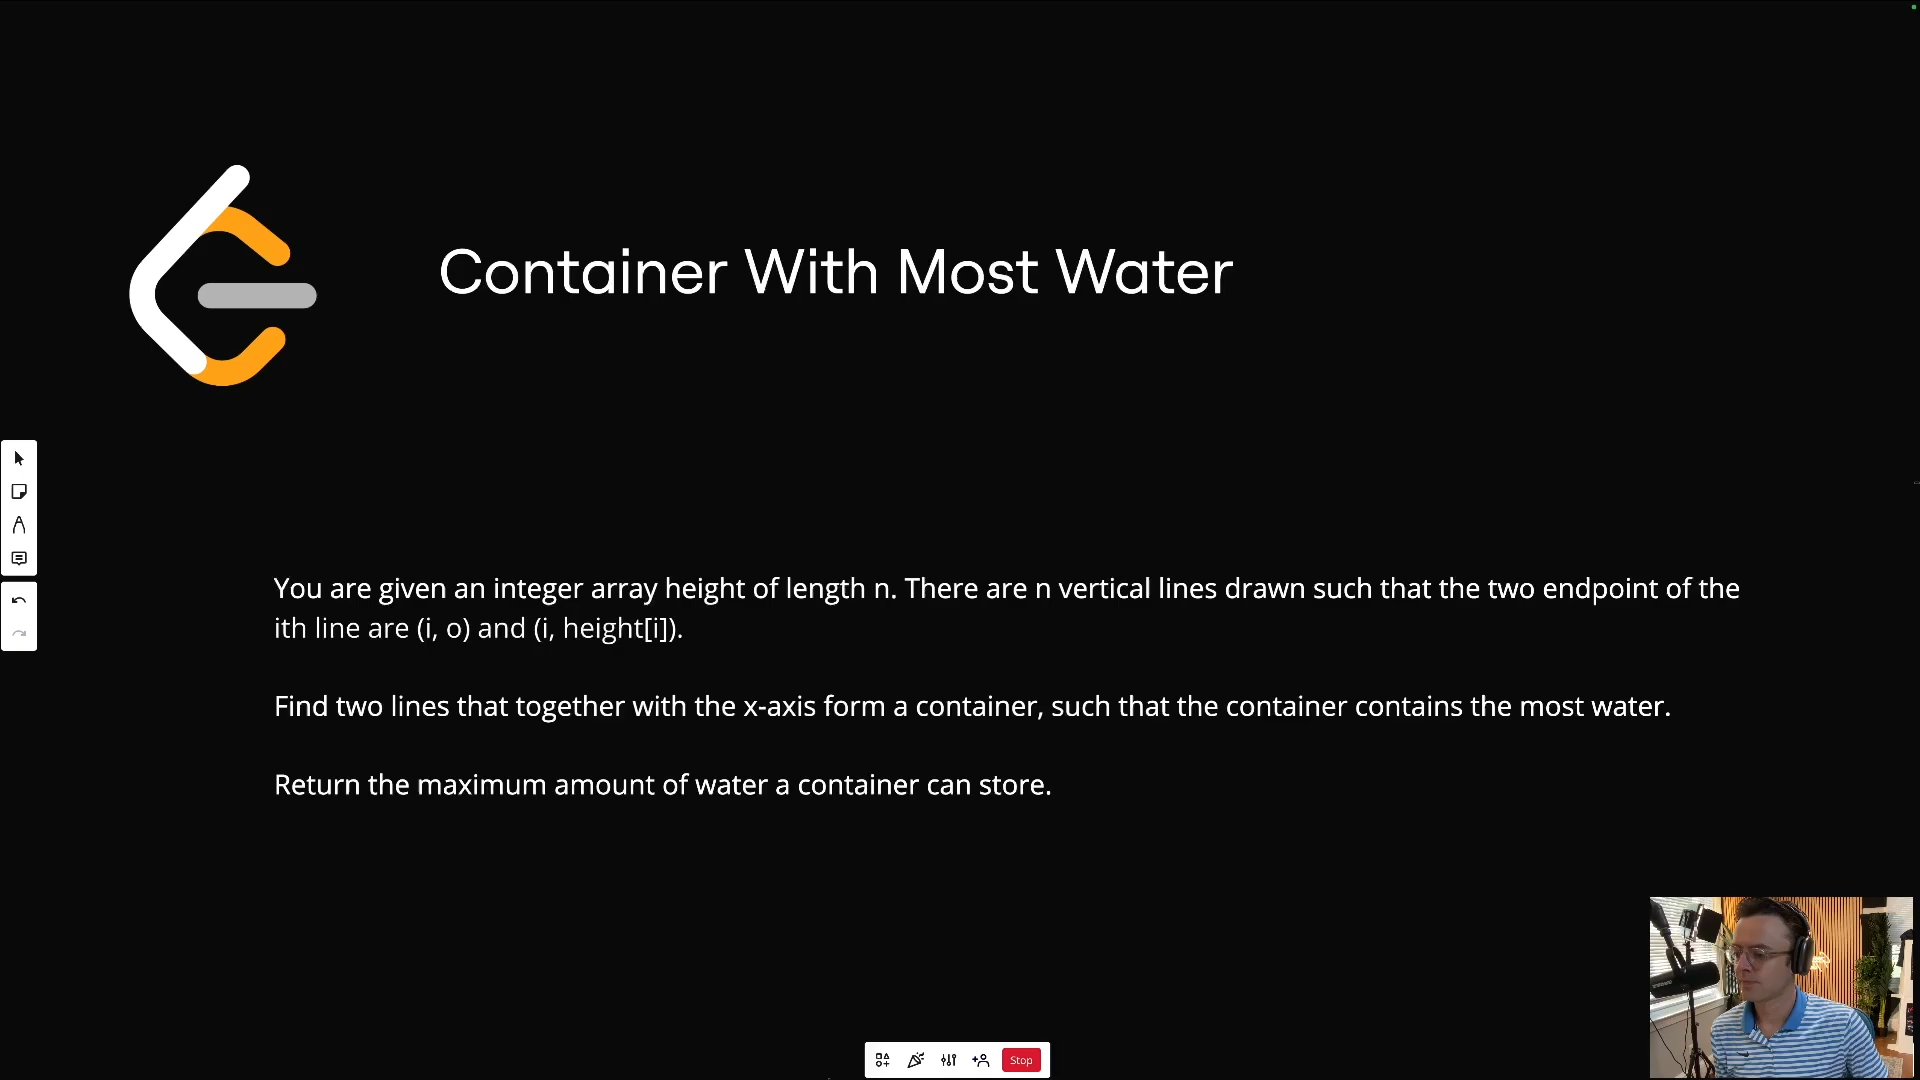 Container With Most Water
You are given an integer array height of length n. There are n vertical lines drawn such that the two endpoint of the
ith line are (i, o) and (i, height[i]).
Find two lines that together with the x-axis form a container, such that the container contains the most water.
Return the maximum amount of water a container can store.
Stop